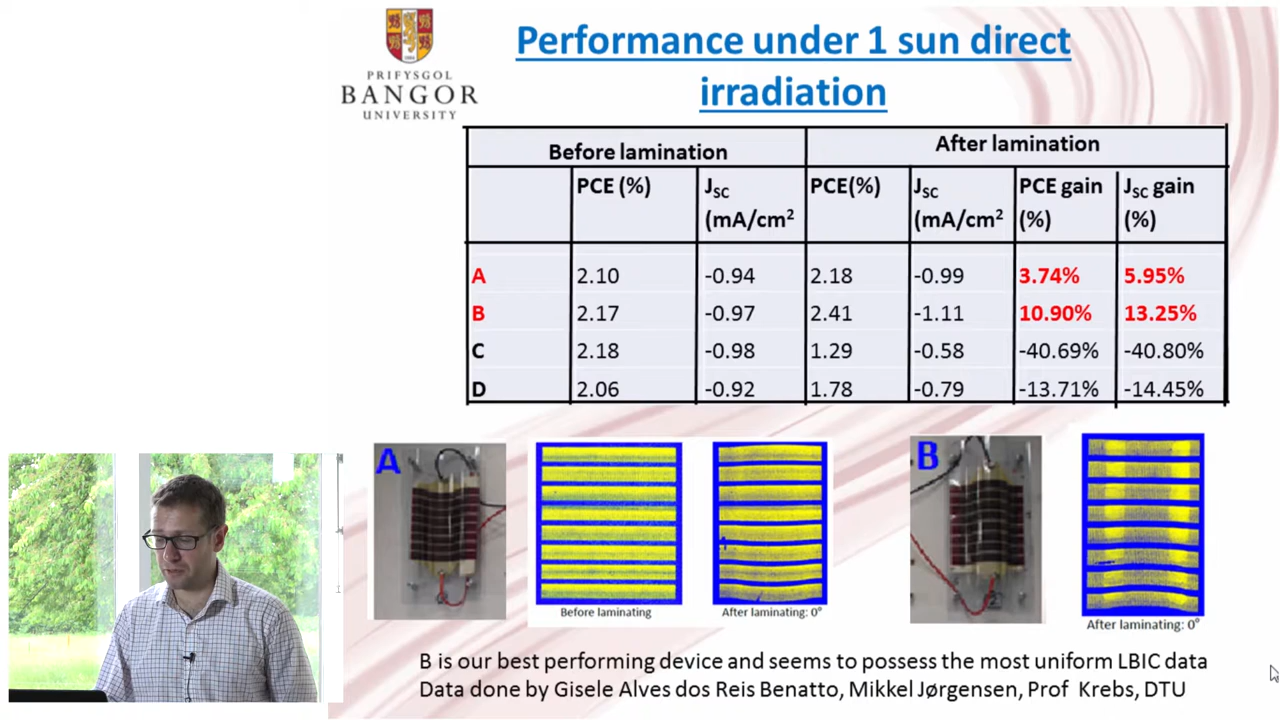 PRIFYSGOL
BANGOR
UNIVERSITY
Performance under 1 sun direct
irradiation
Before lamination After lamination
PCE (%) JSC (mA/cm2 PCE(%) JSC (mA/cm2 PCE gain (%) JSC gain (%)
A 2.10 -0.94 2.18 -0.99 3.74% 5.95%
B 2.17 -0.97 2.41 -1.11 10.90% 13.25%
C 2.18 -0.98 1.29 -0.58 -40.69% -40.80%
D 2.06 -0.92 1.78 -0.79 -13.71% -14.45%
A
B
Before laminating
After laminating: 0°
After laminating: 0°
B is our best performing device and seems to possess the most uniform LBIC data
Data done by Gisele Alves dos Reis Benatto, Mikkel Jørgensen, Prof Krebs, DTU